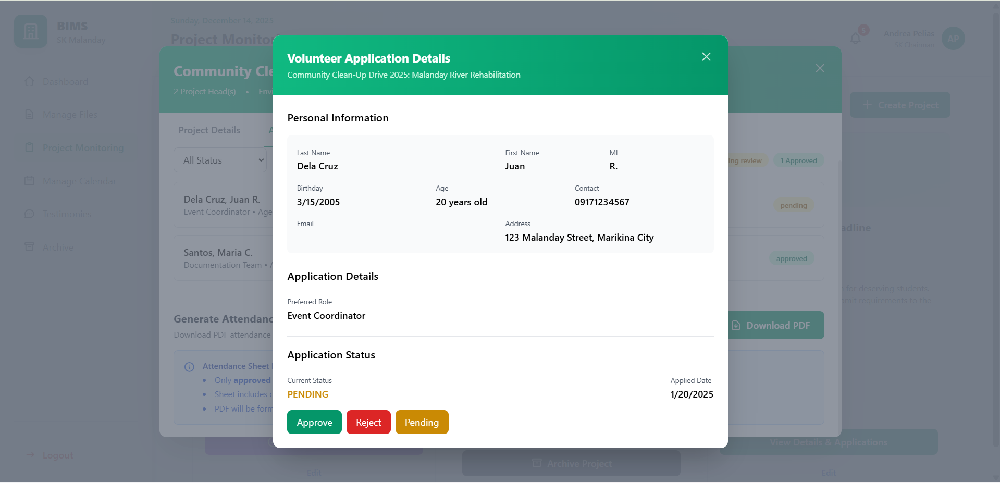 BIMS
SK Malanday
Sunday, December 14, 2025
Project Monitor
5
Andrea Pelias
SK Chairman
AP
Dashboard
Manage Files
Project Monitoring
Manage Calendar
Testimonies
Archive
Logout
Create Project
Community Cle
2 Project Head(s) • Envi
Project Details A
All Status
ing review
1 Approved
Dela Cruz, Juan R.
Event Coordinator • Age
pending
Santos, Maria C.
Documentation Team • A
approved
Generate Attendanc
Download PDF attendance
Download PDF
Attendance Sheet
• Only approved
• Sheet includes
• PDF will be form
adline
for deserving students.
omit requirements to the
View Details & Applications
Archive Project
Edit
Edit
Volunteer Application Details
Community Clean-Up Drive 2025: Malanday River Rehabilitation
Personal Information
Last Name First Name MI
Dela Cruz Juan R.
Birthday Age Contact
3/15/2005 20 years old 09171234567
Email Address
123 Malanday Street, Marikina City
Application Details
Preferred Role
Event Coordinator
Application Status
Current Status Applied Date
PENDING 1/20/2025
Approve Reject Pending